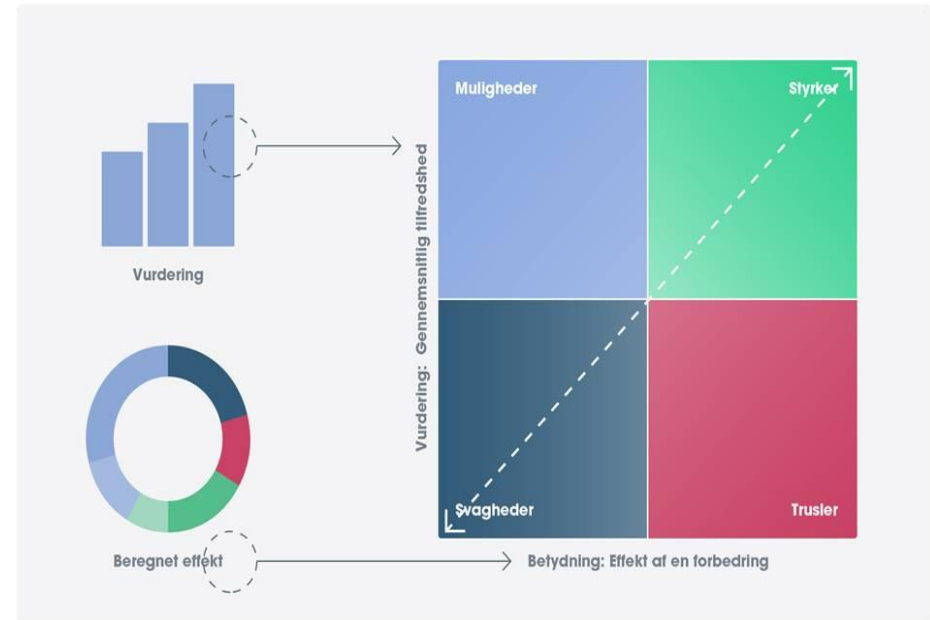 Muligheder
Styrker
Vurdering
Vurdering: Gennemsnitlig tilfredshed
Svagheder
Trusler
Beregnet effekt
Betydning: Effekt af en forbedring